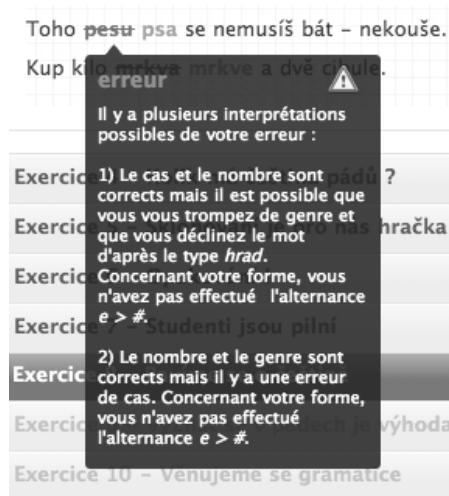 Toho pesu psa se nemusíš bát – nekouše.
Kup kilo mrkva mrkve a dvě cibule.
erreur
Il y a plusieurs interprétations
possibles de votre erreur :
1) Le cas et le nombre sont
corrects mais il est possible que
vous vous trompez de genre et
que vous déclinez le mot
d'après le type hrad.
Concernant votre forme, vous
n'avez pas effectué l'alternance
e > #.
2) Le nombre et le genre sont
corrects mais il y a une erreur
de cas. Concernant votre forme,
vous n'avez pas effectué
l'alternance e > #.
Exercice pádů ?
Exercice pro nás hračka
Exercice
Exercice 7 – Studenti jsou pilní
Exercice
Exercice pádech je výhoda
Exercice 10 – Venujeme se gramatice